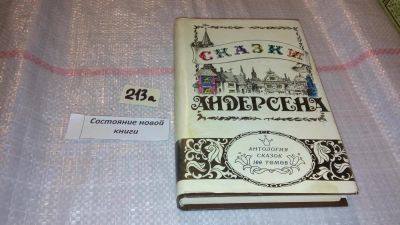 213а
Состояние новой
книги
СКАЗКИ
АНДЕРСЕНА
АНТОЛОГИЯ
СКАЗОК
100 ТОМОВ